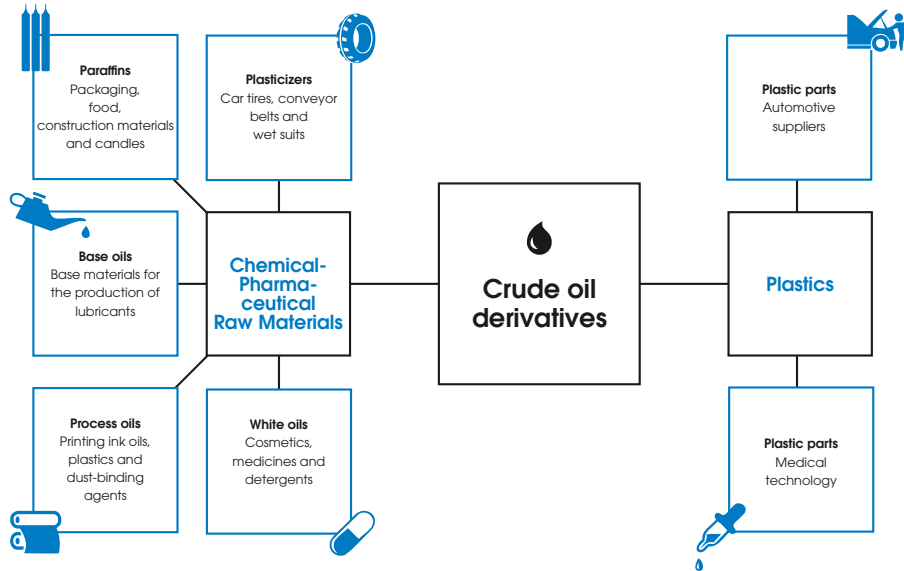 Paraffins
Packaging,
food,
construction materials
and candles
Plasticizers
Car tires, conveyor
belts and
wet suits
Plastic parts
Automotive
suppliers
Base oils
Base materials for
the production of
lubricants
Chemical-
Pharma-
ceutical
Raw Materials
Crude oil
derivatives
Plastics
Process oils
Printing ink oils,
plastics and
dust-binding
agents
White oils
Cosmetics,
medicines and
detergents
Plastic parts
Medical
technology